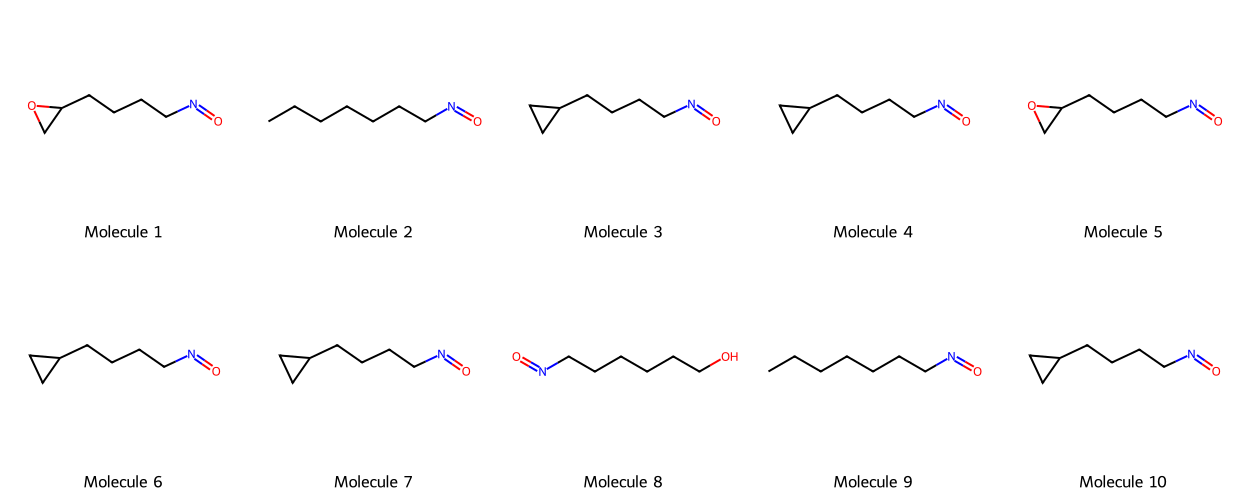 O N O
N O
N O
N O
O N O
Molecule 1
Molecule 2
Molecule 3
Molecule 4
Molecule 5
N O
N O
O N OH
N O
N O
Molecule 6
Molecule 7
Molecule 8
Molecule 9
Molecule 10